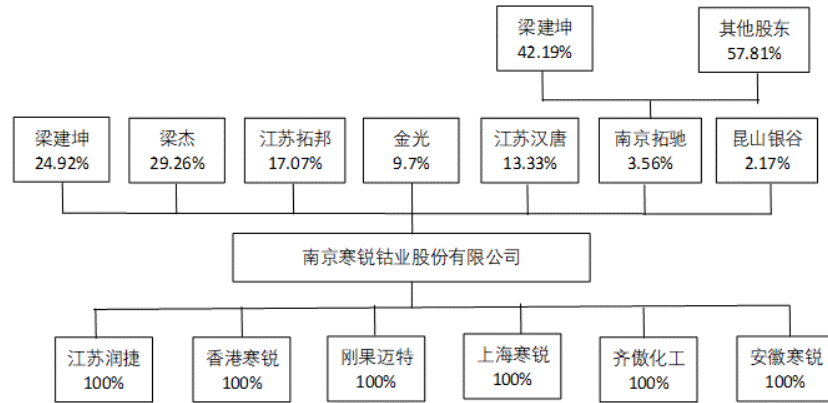 梁建坤
42.19%
其他股东
57.81%
梁建坤
24.92%
梁杰
29.26%
江苏拓邦
17.07%
金光
9.7%
江苏汉唐
13.33%
南京拓驰
3.56%
昆山银谷
2.17%
南京寒锐钴业股份有限公司
江苏润捷
100%
香港寒锐
100%
刚果迈特
100%
上海寒锐
100%
齐傲化工
100%
安徽寒锐
100%